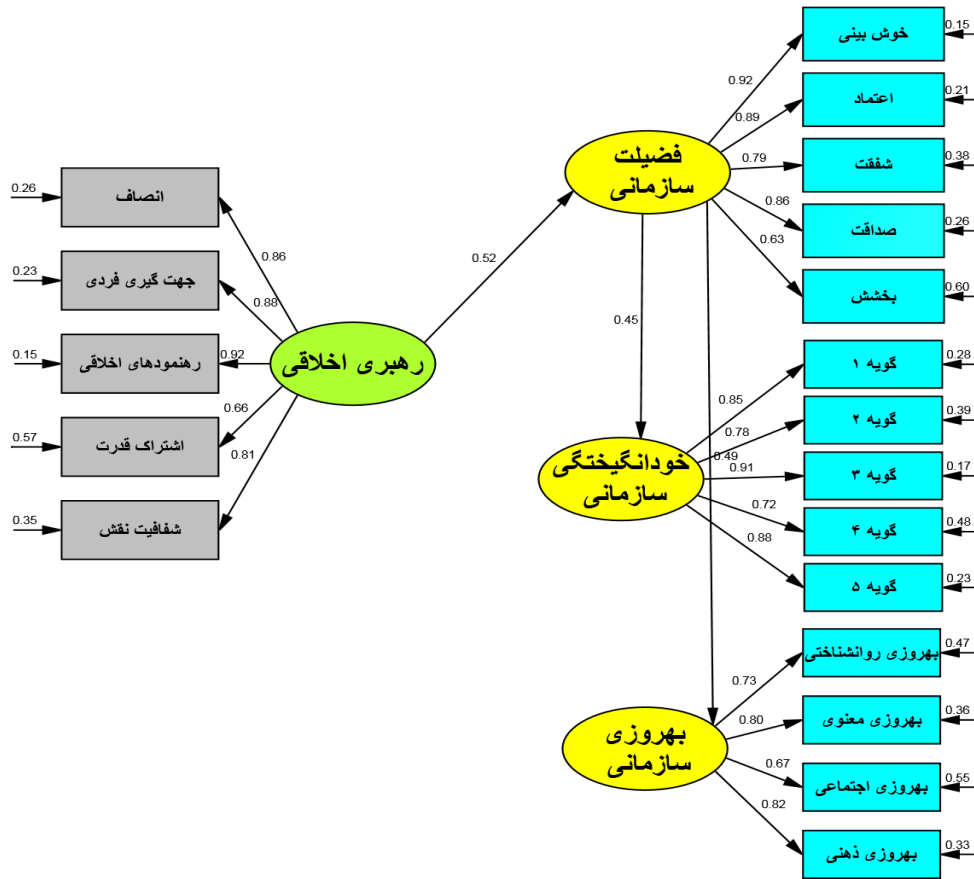 0.15
خوش بینی
0.92
0.21
اعتماد
0.89
فضیلت
سازمانی
0.38
شفقت
0.79
0.26
صداقت
0.86
0.60
بخشش
0.63
0.26
انصاف
0.86
0.23
جهت گیری فردی
0.88
0.15
رهنمودهای اخلاقی
0.92
0.57
اشتراک قدرت
0.66
0.35
شفافیت نقش
0.81
رهبری اخلاقی
0.52
0.45
0.49
خودانگیختگی
سازمانی
0.28
گویه ۱
0.85
0.39
گویه ۲
0.78
0.17
گویه ۳
0.91
0.48
گویه ۴
0.72
0.23
گویه ۵
0.88
بهروزی
سازمانی
0.47
بهروزی روانشناختی
0.73
0.36
بهروزی معنوی
0.80
0.55
بهروزی اجتماعی
0.67
0.33
بهروزی ذهنی
0.82